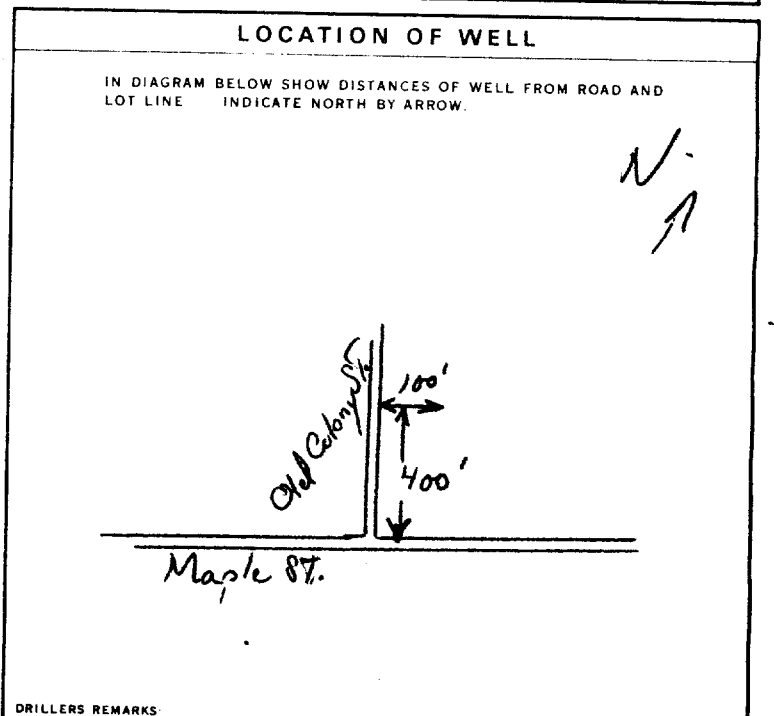 LOCATION OF WELL
IN DIAGRAM BELOW SHOW DISTANCES OF WELL FROM ROAD AND
LOT LINE INDICATE NORTH BY ARROW.
N.
Old Colony St.
100'
400'
Maple ST.
DRILLERS REMARKS